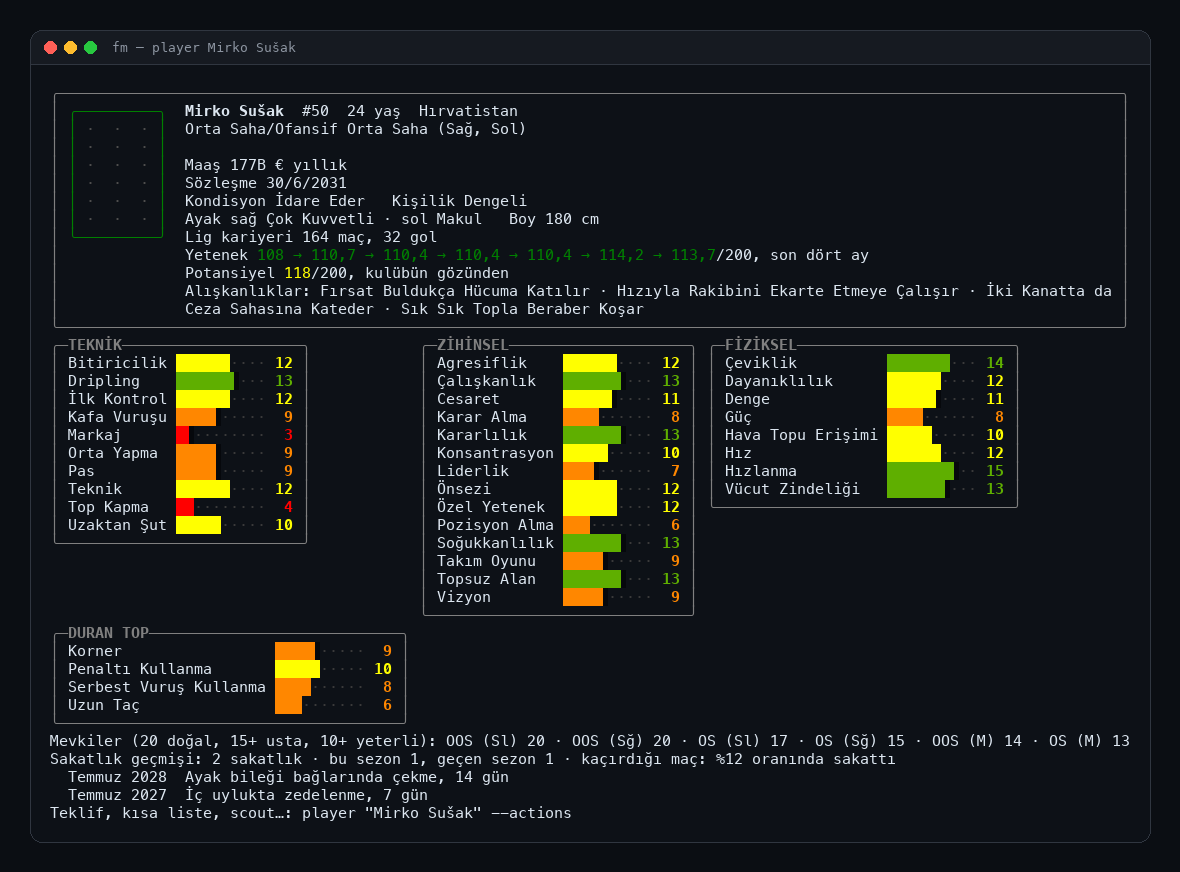 fm — player Mirko Sušak
Mirko Sušak  #50  24 yaş  Hırvatistan
Orta Saha/Ofansif Orta Saha (Sağ, Sol)
Maaş 177B € yıllık
Sözleşme 30/6/2031
Kondisyon İdare Eder   Kişilik Dengeli
Ayak sağ Çok Kuvvetli · sol Makul   Boy 180 cm
Lig kariyeri 164 maç, 32 gol
Yetenek 108 → 110,7 → 110,4 → 110,4 → 110,4 → 114,2 → 113,7/200, son dört ay
Potansiyel 118/200, kulübün gözünden
Alışkanlıklar: Fırsat Buldukça Hücuma Katılır · Hızıyla Rakibini Ekarte Etmeye Çalışır · İki Kanatta da
Ceza Sahasına Kateder · Sık Sık Topla Beraber Koşar
TEKNİK
Bitiricilik 12
Dripling 13
İlk Kontrol 12
Kafa Vuruşu 9
Markaj 3
Orta Yapma 9
Pas 9
Teknik 12
Top Kapma 4
Uzaktan Şut 10
ZİHİNSEL
Agresiflik 12
Çalışkanlık 13
Cesaret 11
Karar Alma 8
Kararlılık 13
Konsantrasyon 10
Liderlik 7
Önsezi 12
Özel Yetenek 12
Pozisyon Alma 6
Soğukkanlılık 13
Takım Oyunu 9
Topsuz Alan 13
Vizyon 9
FİZİKSEL
Çeviklik 14
Dayanıklılık 12
Denge 11
Güç 8
Hava Topu Erişimi 10
Hız 12
Hızlanma 15
Vücut Zindeliği 13
DURAN TOP
Korner 9
Penaltı Kullanma 10
Serbest Vuruş Kullanma 8
Uzun Taç 6
Mevkiler (20 doğal, 15+ usta, 10+ yeterli): OOS (Sl) 20 · OOS (Sğ) 20 · OS (Sl) 17 · OS (Sğ) 15 · OOS (M) 14 · OS (M) 13
Sakatlık geçmişi: 2 sakatlık · bu sezon 1, geçen sezon 1 · kaçırdığı maç: %12 oranında sakattı
Temmuz 2028  Ayak bileği bağlarında çekme, 14 gün
Temmuz 2027  İç uylukta zedelenme, 7 gün
Teklif, kısa liste, scout…: player "Mirko Sušak" --actions